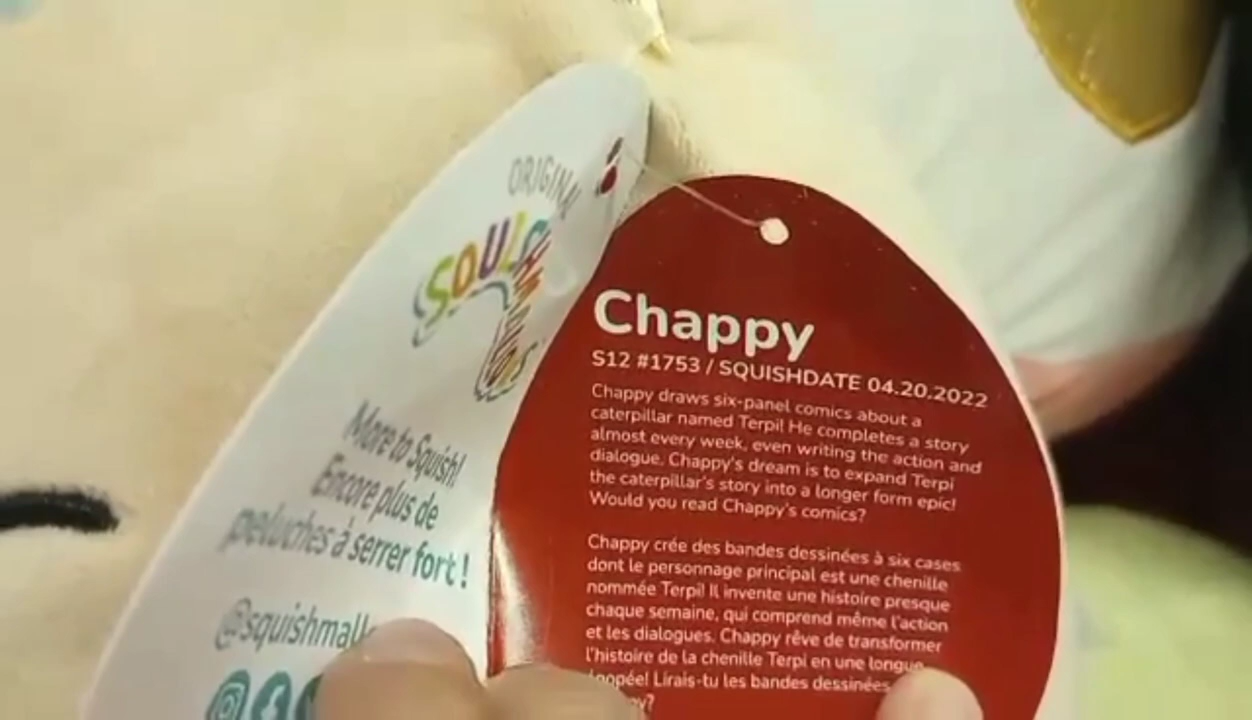 ORIGINAL
More to Squish!
Encore plus de
peluches à serrer fort !
Chappy
S12 #1753 / SQUISHDATE 04.20.2022
Chappy draws six-panel comics about a
caterpillar named Terpi! He completes a story
almost every week, even writing the action and
dialogue. Chappy's dream is to expand Terpi
the caterpillar's story into a longer form epic!
Would you read Chappy's comics?
Chappy crée des bandes dessinées à six cases
dont le personnage principal est une chenille
nommée Terpi! Il invente une histoire presque
chaque semaine, qui comprend même l'action
et les dialogues. Chappy rêve de transformer
l'histoire de la chenille Terpi en une longue
Lirais-tu les bandes dessinées